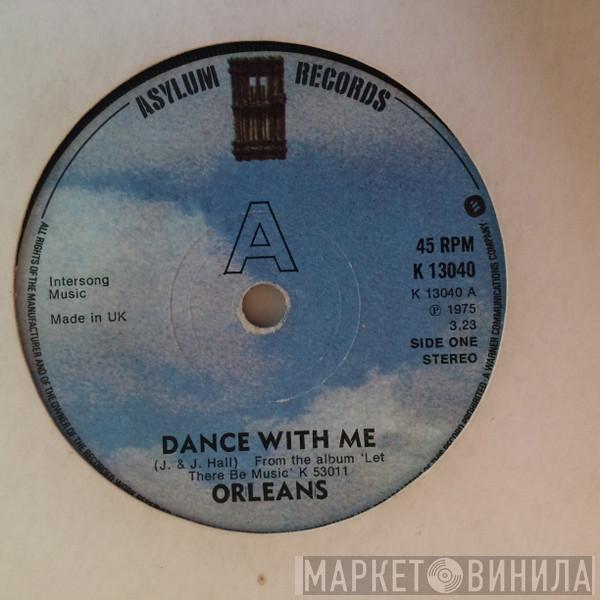 ASYLUM RECORDS
A
45 RPM
K 13040
K 13040 A
℗ 1975
3,23
SIDE ONE
STEREO
Intersong
Music
Made in UK
DANCE WITH ME
(J. & J. Hall) From the album 'Let
There Be Music' K 53011
ORLEANS
ALL RIGHTS OF THE MANUFACTURER AND OF THE OWNER OF THE RECORDED WORK
PROHIBITED. A WARNER COMMUNICATIONS COMPANY
МАРКЕТ ВИНИЛА